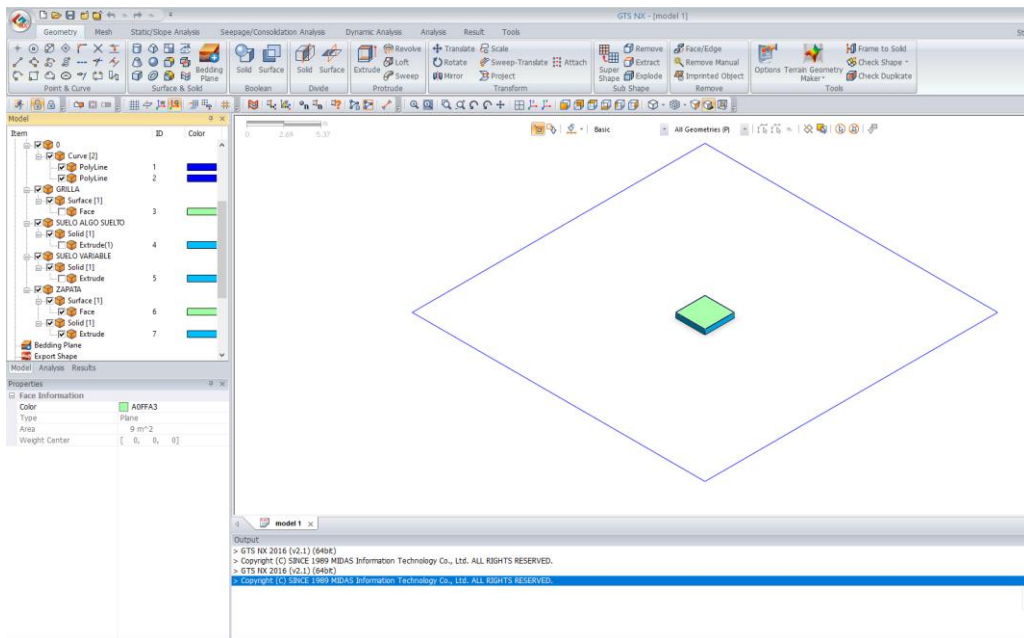 GTS NX - [model 1]
Geometry Mesh Static/Slope Analysis Seepage/Consolidation Analysis Dynamic Analysis Analysis Result Tools
Bedding Plane
Solid Surface
Solid Surface
Extrude
Revolve
Loft
Sweep
Translate Scale
Rotate Sweep-Translate Attach
Mirror Project
Super Shape
Remove
Extract
Explode
Face/Edge
Remove Manual
Imprinted Object
Options
Terrain Geometry Maker
Frame to Solid
Check Shape
Check Duplicate
Point & Curve Surface & Solid Boolean Divide Protrude Transform Sub Shape Remove Tools
Model
Item ID Color
0
Curve [2]
PolyLine 1
PolyLine 2
GRILLA
Surface [1]
Face 3
SUELO ALGO SUELTO
Solid [1]
Extrude(1) 4
SUELO VARIABLE
Solid [1]
Extrude 5
ZAPATA
Surface [1]
Face 6
Solid [1]
Extrude 7
Bedding Plane
Export Shape
Model Analysis Results
Properties
Face Information
Color A0FFA3
Type Plane
Area 9 m^2
Weight Center [ 0, 0, 0]
0 2.69 5.37
Basic All Geometries (P)
model 1
Output
> GTS NX 2016 (v2.1) (64bit)
> Copyright (C) SINCE 1989 MIDAS Information Technology Co., Ltd. ALL RIGHTS RESERVED.
> GTS NX 2016 (v2.1) (64bit)
> Copyright (C) SINCE 1989 MIDAS Information Technology Co., Ltd. ALL RIGHTS RESERVED.